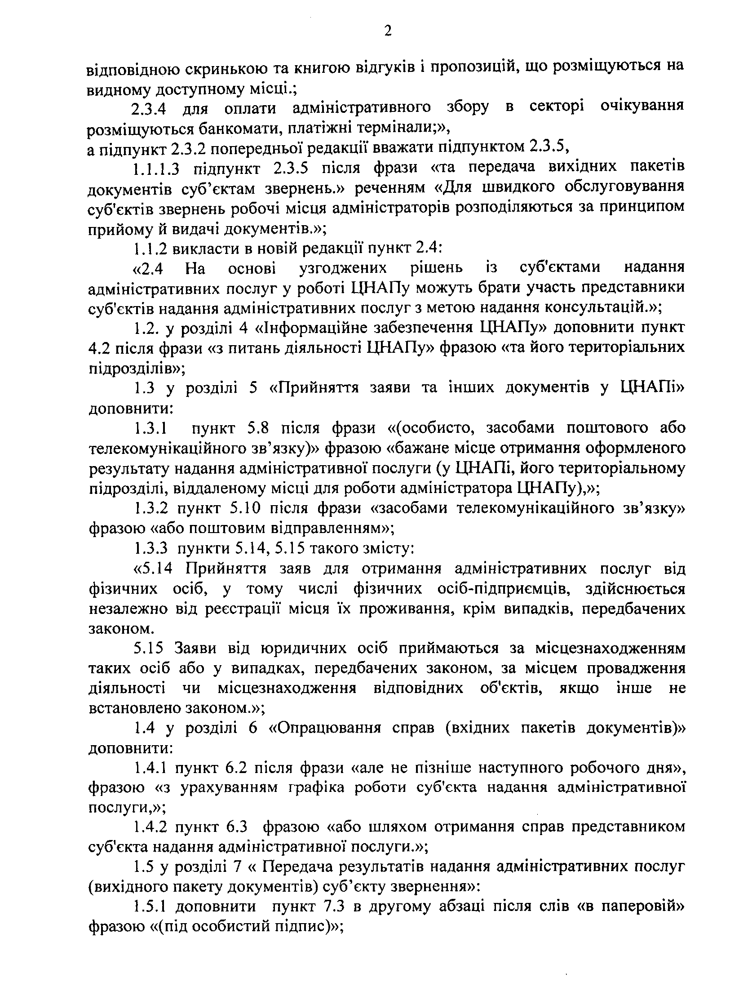 2
відповідною скринькою та книгою відгуків і пропозицій, що розміщуються на
видному доступному місці.;
2.3.4 для оплати адміністративного збору в секторі очікування
розміщуються банкомати, платіжні термінали;»,
а підпункт 2.3.2 попередньої редакції вважати підпунктом 2.3.5,
1.1.1.3 підпункт 2.3.5 після фрази «та передача вихідних пакетів
документів суб’єктам звернень.» реченням «Для швидкого обслуговування
суб'єктів звернень робочі місця адміністраторів розподіляються за принципом
прийому й видачі документів.»;
1.1.2 викласти в новій редакції пункт 2.4:
«2.4 На основі узгоджених рішень із суб'єктами надання
адміністративних послуг у роботі ЦНАПу можуть брати участь представники
суб'єктів надання адміністративних послуг з метою надання консультацій.»;
1.2. у розділі 4 «Інформаційне забезпечення ЦНАПу» доповнити пункт
4.2 після фрази «з питань діяльності ЦНАПу» фразою «та його територіальних
підрозділів»;
1.3 у розділі 5 «Прийняття заяви та інших документів у ЦНАПі»
доповнити:
1.3.1 пункт 5.8 після фрази «(особисто, засобами поштового або
телекомунікаційного зв’язку)» фразою «бажане місце отримання оформленого
результату надання адміністративної послуги (у ЦНАПі, його територіальному
підрозділі, віддаленому місці для роботи адміністратора ЦНАПу),»;
1.3.2 пункт 5.10 після фрази «засобами телекомунікаційного зв’язку»
фразою «або поштовим відправленням»;
1.3.3 пункти 5.14, 5.15 такого змісту:
«5.14 Прийняття заяв для отримання адміністративних послуг від
фізичних осіб, у тому числі фізичних осіб-підприємців, здійснюється
незалежно від реєстрації місця їх проживання, крім випадків, передбачених
законом.
5.15 Заяви від юридичних осіб приймаються за місцезнаходженням
таких осіб або у випадках, передбачених законом, за місцем провадження
діяльності чи місцезнаходження відповідних об'єктів, якщо інше не
встановлено законом.»;
1.4 у розділі 6 «Опрацювання справ (вхідних пакетів документів)»
доповнити:
1.4.1 пункт 6.2 після фрази «але не пізніше наступного робочого дня»,
фразою «з урахуванням графіка роботи суб'єкта надання адміністративної
послуги,»;
1.4.2 пункт 6.3 фразою «або шляхом отримання справ представником
суб'єкта надання адміністративної послуги.»;
1.5 у розділі 7 « Передача результатів надання адміністративних послуг
(вихідного пакету документів) суб’єкту звернення»:
1.5.1 доповнити пункт 7.3 в другому абзаці після слів «в паперовій»
фразою «(під особистий підпис)»;